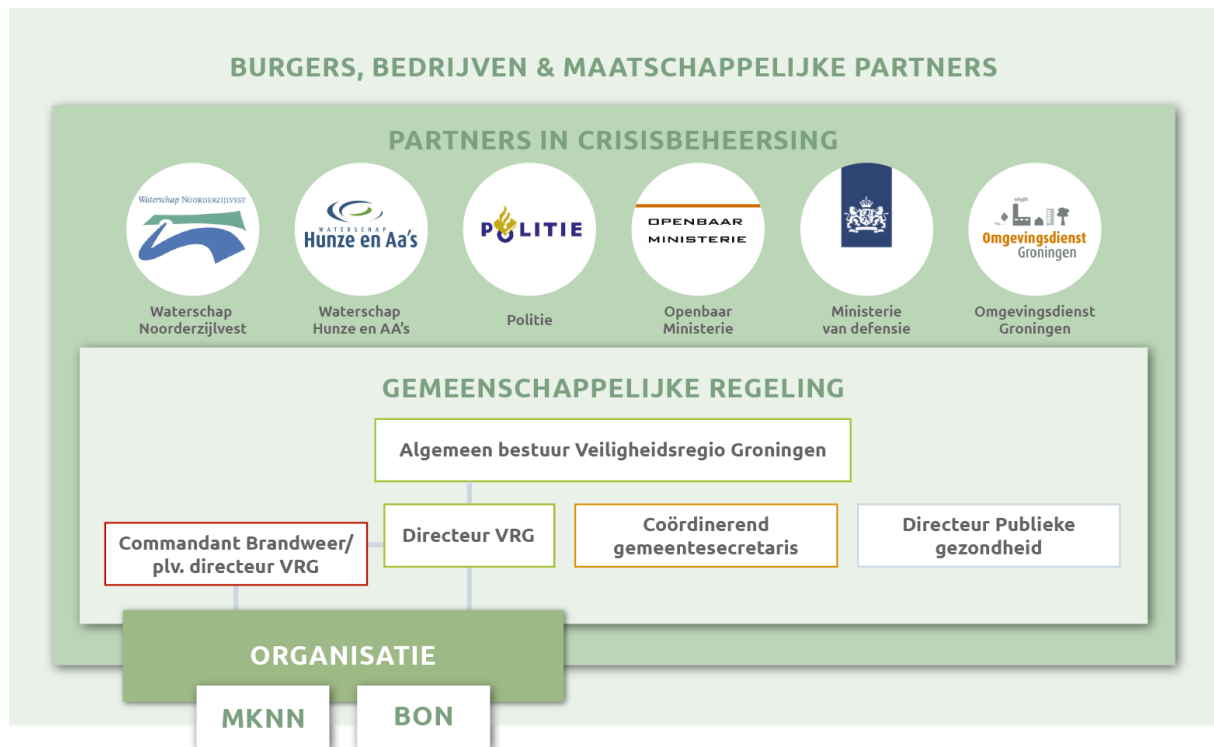 BURGERS, BEDRIJVEN & MAATSCHAPPELIJKE PARTNERS
PARTNERS IN CRISISBEHEERSING
Waterschap NOORDERZIJLVEST
WATERSCHAP
Hunze en Aa's
POLITIE
OPENBAAR
MINISTERIE
Omgevingsdienst
Groningen
Waterschap
Noorderzijlvest
Waterschap
Hunze en AA's
Politie
Openbaar
Ministerie
Ministerie
van defensie
Omgevingsdienst
Groningen
GEMEENSCHAPPELIJKE REGELING
Algemeen bestuur Veiligheidsregio Groningen
Commandant Brandweer/
plv. directeur VRG
Directeur VRG
Coördinerend
gemeentesecretaris
Directeur Publieke
gezondheid
ORGANISATIE
MKNN
BON